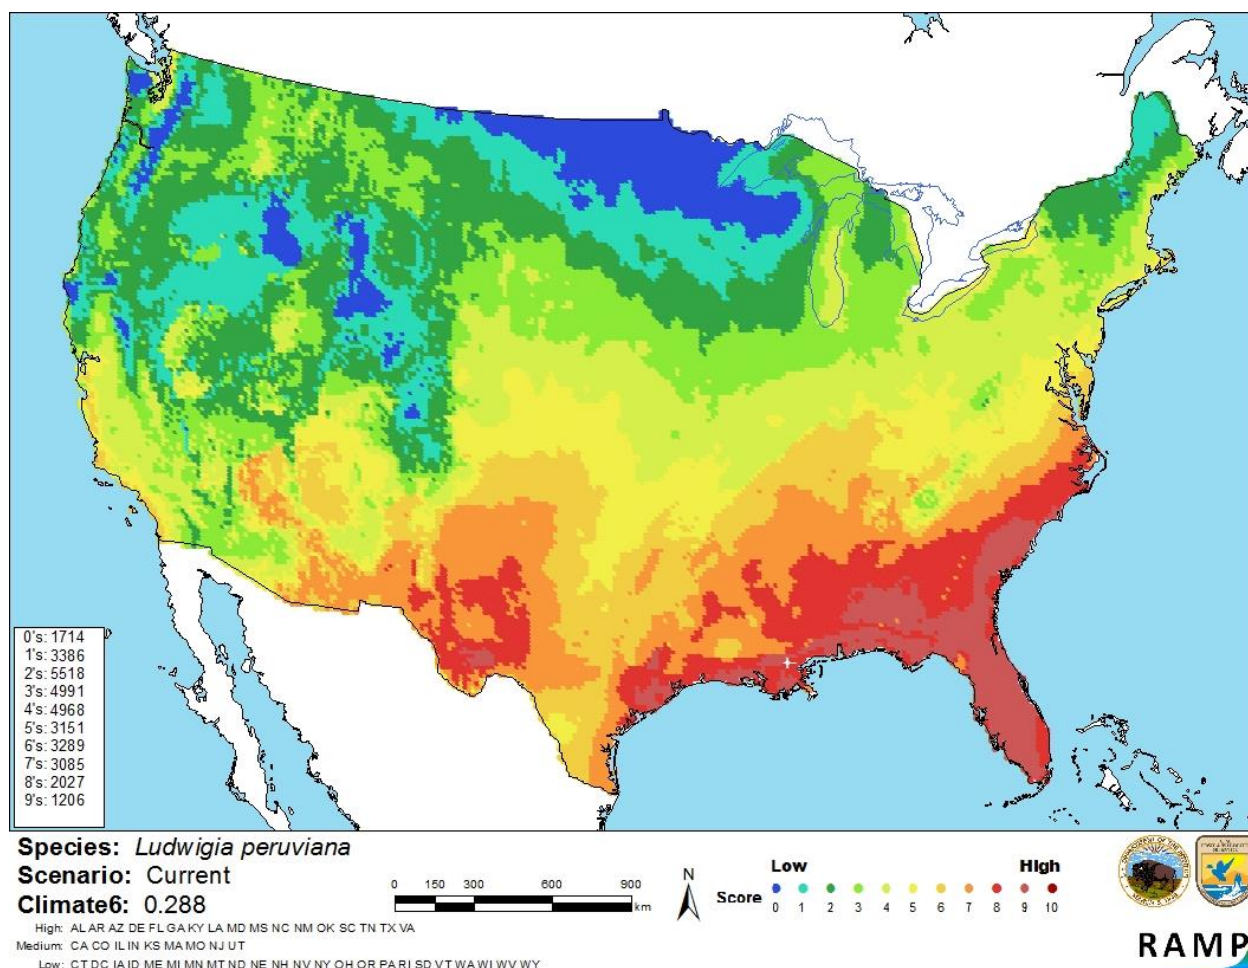 0's: 1714
1's: 3386
2's: 5518
3's: 4991
4's: 4968
5's: 3151
6's: 3289
7's: 3085
8's: 2027
9's: 1206
Species: Ludwigia peruviana
Scenario: Current
Climate6: 0.288
High: AL AR AZ DE FL GA KY LA MD MS NC NM OK SC TN TX VA
Medium: CA CO IL IN KS MA MO NJ UT
Low: CT DC IA ID ME MI MN MT ND NE NH NV NY OH OR PA RI SD VT WA WI WV WY
0 150 300 600 900
km
N
Low High
Score
0 1 2 3 4 5 6 7 8 9 10
RAMP